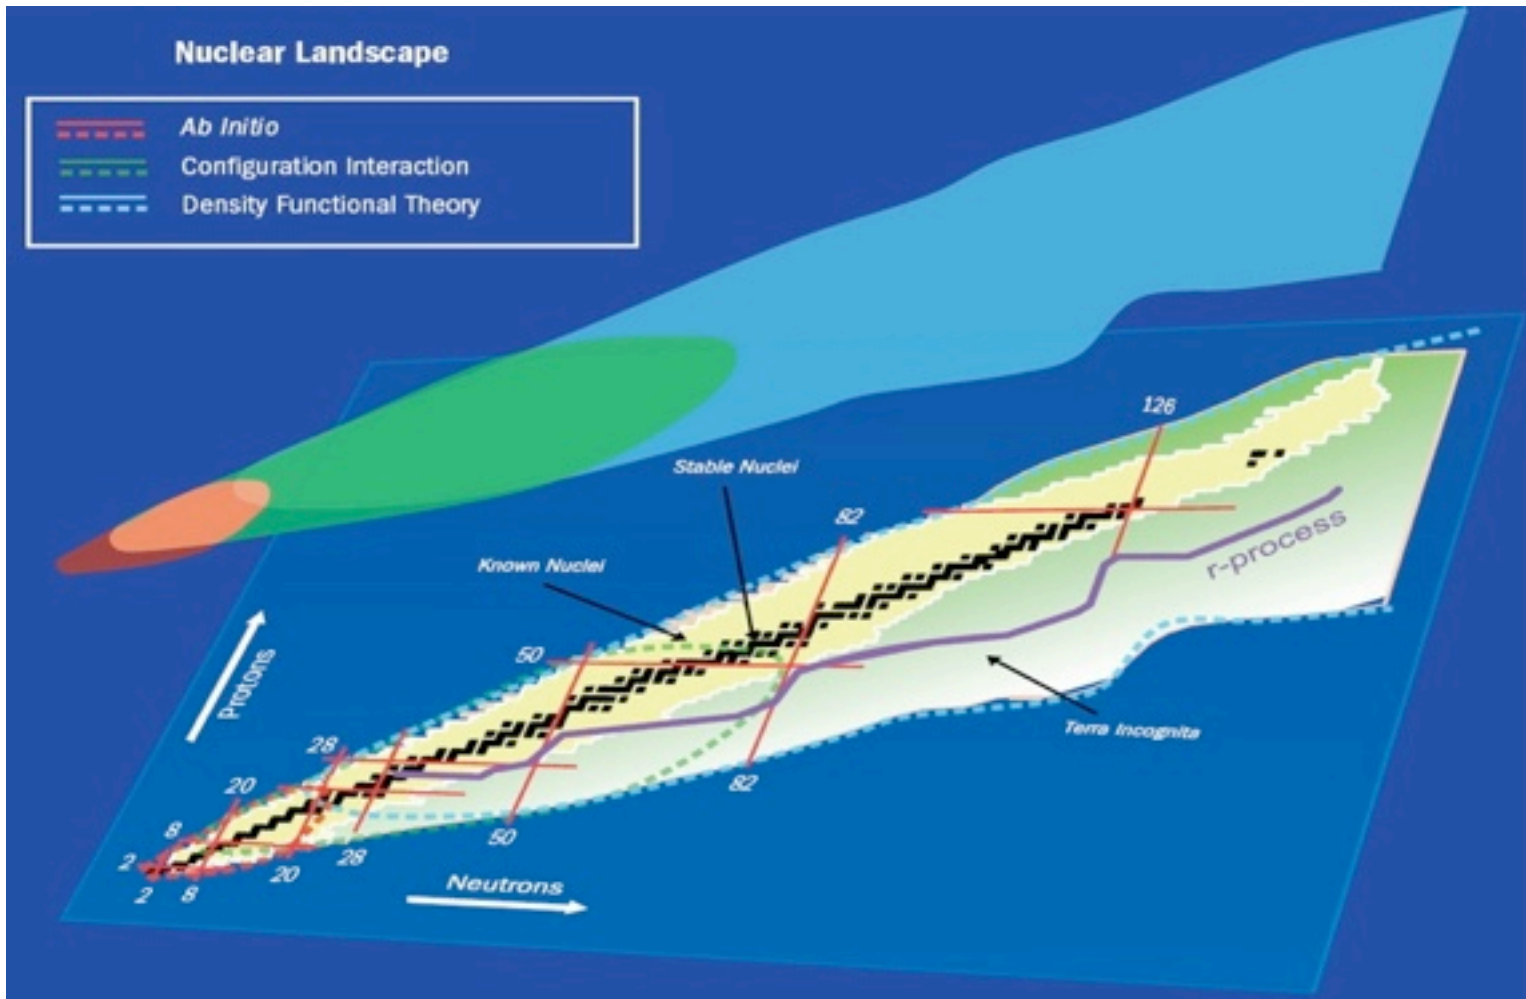 Nuclear Landscape
Ab Initio
Configuration Interaction
Density Functional Theory
126
Stable Nuclei
82
Known Nuclei
r-process
50
Protons
Terra Incognita
28
82
20
50
8
28
2
20
2
8
Neutrons